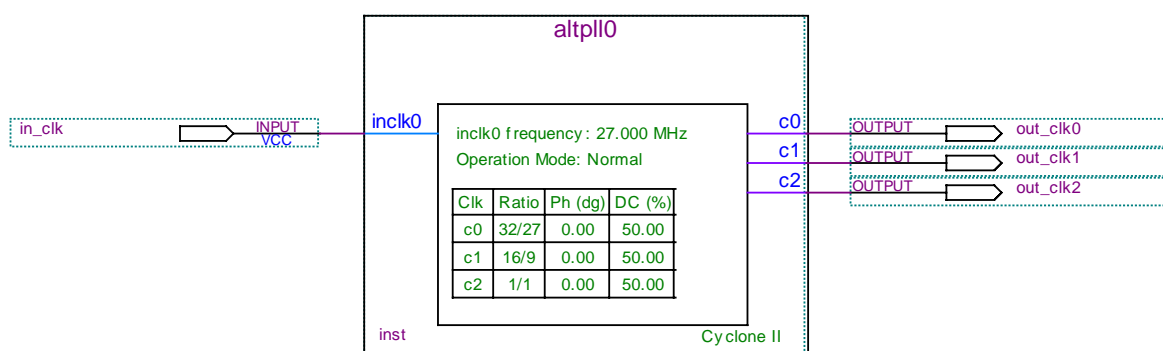 altpll0
in_clk
INPUT
VCC
inclk0
inclk0 frequency: 27.000 MHz
Operation Mode: Normal
Clk Ratio Ph (dg) DC (%)
c0 32/27 0.00 50.00
c1 16/9 0.00 50.00
c2 1/1 0.00 50.00
c0 OUTPUT out_clk0
c1 OUTPUT out_clk1
c2 OUTPUT out_clk2
inst
Cyclone II